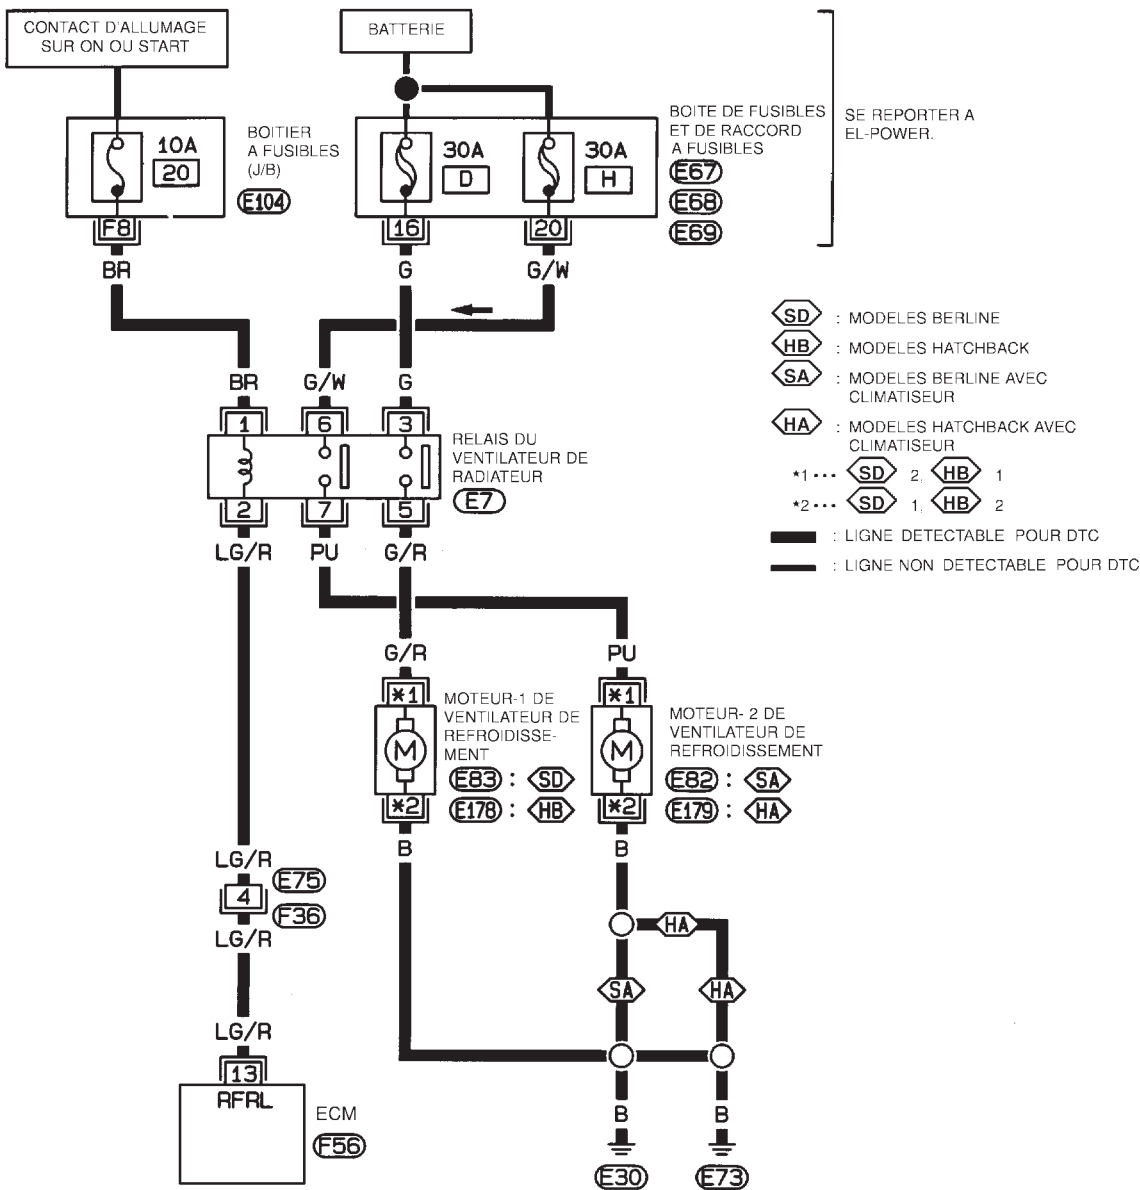 CONTACT D'ALLUMAGE
SUR ON OU START
BATTERIE
10A
20
BOITIER
A FUSIBLES
(J/B)
E104
30A
D
30A
H
BOITE DE FUSIBLES
ET DE RACCORD
A FUSIBLES
E67
E68
E69
SE REPORTER A
EL-POWER.
F8
16
20
BR
G
G/W
SD : MODELES BERLINE
HB : MODELES HATCHBACK
SA : MODELES BERLINE AVEC
CLIMATISEUR
HA : MODELES HATCHBACK AVEC
CLIMATISEUR
*1... SD 2, HB 1
*2... SD 1, HB 2
: LIGNE DETECTABLE POUR DTC
: LIGNE NON DETECTABLE POUR DTC
BR
G/W
G
1
6
3
RELAIS DU
VENTILATEUR DE
RADIATEUR
E7
2
7
5
LG/R
PU
G/R
G/R
PU
*1
*1
MOTEUR-1 DE
VENTILATEUR DE
REFROIDISSE-
MENT
E83 : SD
E178 : HB
M
M
MOTEUR- 2 DE
VENTILATEUR DE
REFROIDISSEMENT
E82 : SA
E179 : HA
*2
*2
B
B
LG/R
4
E75
F36
LG/R
HA
SA
HA
LG/R
13
RFRL
ECM
F56
B
B
E30
E73